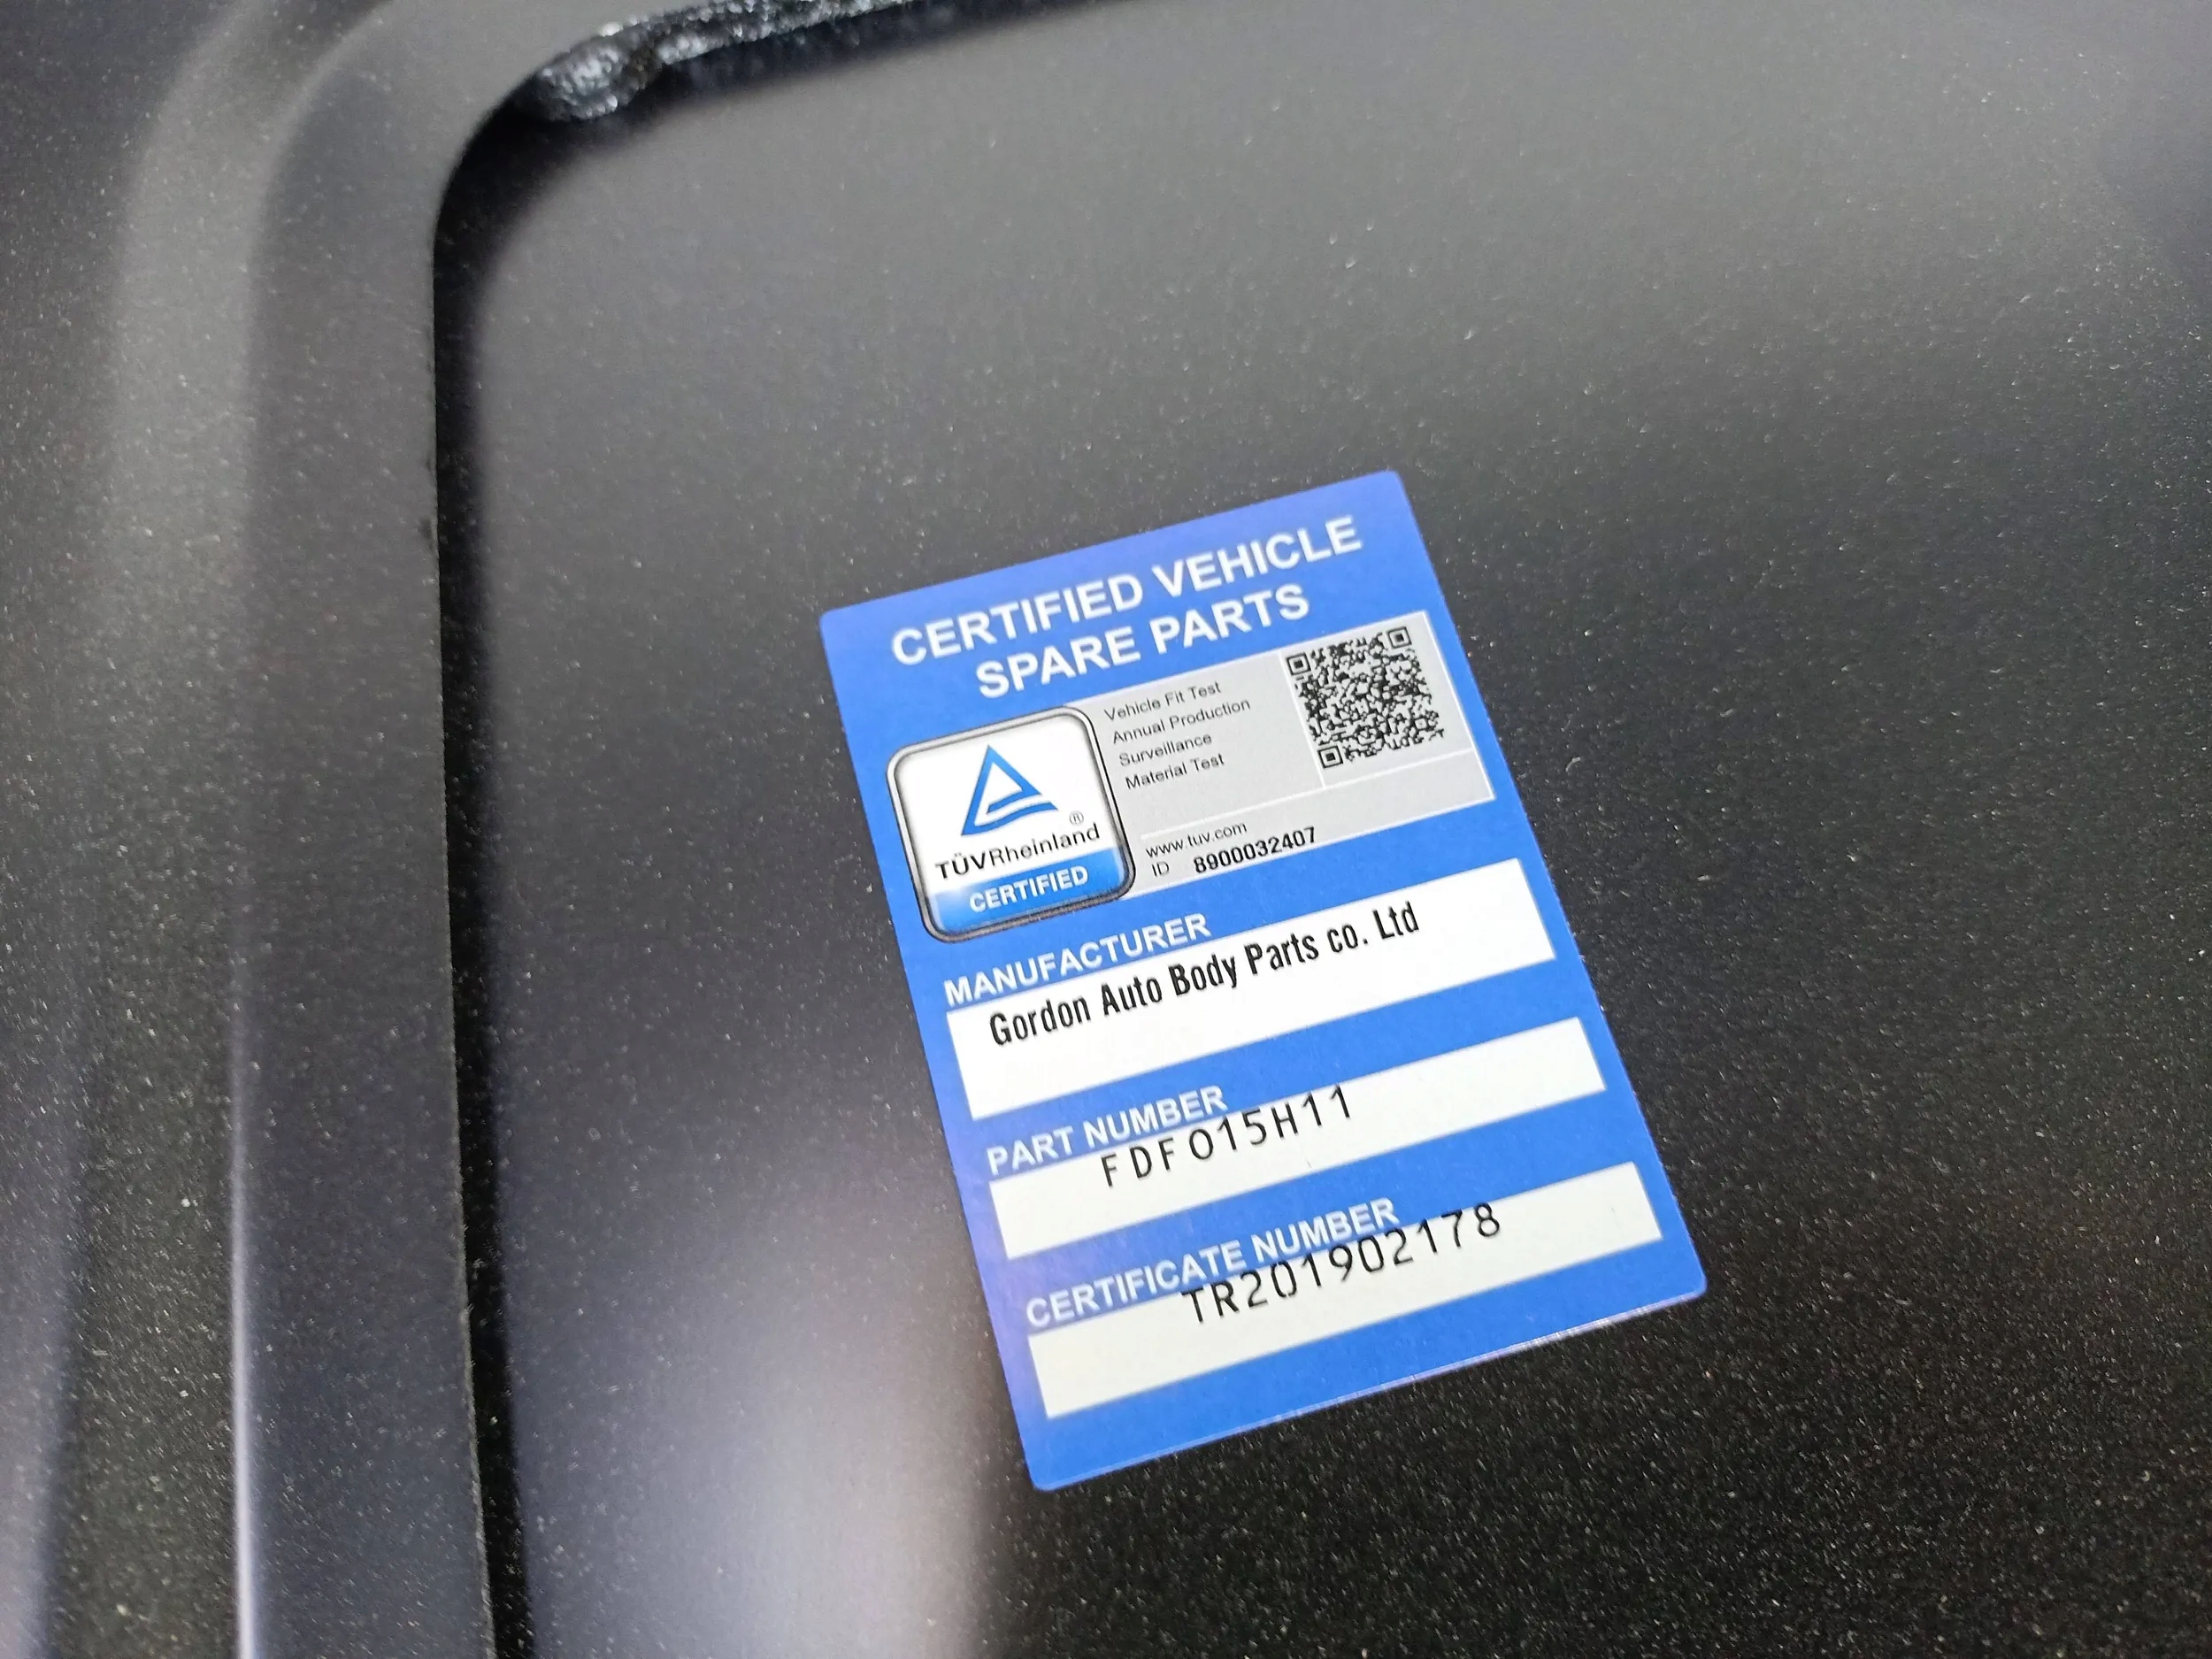 CERTIFIED VEHICLE
SPARE PARTS
Vehicle Fit Test
Annual Production
Surveillance
Material Test
®
TÜVRheinland
CERTIFIED
www.tuv.com
ID 8900032407
MANUFACTURER
Gordon Auto Body Parts co. Ltd
PART NUMBER
FDFO15H11
CERTIFICATE NUMBER
TR201902178